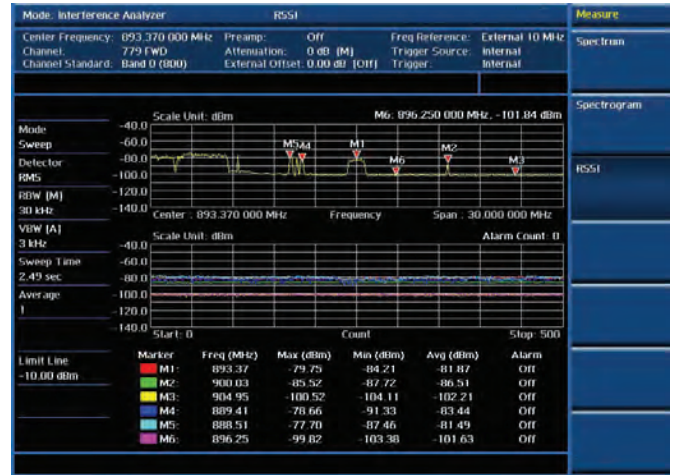 Mode: Interference Analyzer RSSI Measure
Center Frequency: 893.370 000 MHz Preamp: Off Freq Reference: External 10 MHz
Channel: 779 FWD Attenuation: 0 dB [M] Trigger Source: Internal
Channel Standard: Band 0 (800) External Offset: 0.00 dB [Off] Trigger: Internal
Spectrum
Spectrogram
RSSI
Scale Unit: dBm M6: 896.250 000 MHz, -101.84 dBm
Mode
Sweep
Detector
RMS
RBW [M]
30 kHz
VBW [A]
3 kHz
Sweep Time
2.49 sec
Average
1
Limit Line
-10.00 dBm
-40.0
-60.0
-80.0
-100.0
-120.0
-140.0
M5 M4 M1 M6 M2 M3
Center : 893.370 000 MHz Frequency Span : 30.000 000 MHz
Scale Unit: dBm Alarm Count: 0
-40.0
-60.0
-80.0
-100.0
-120.0
-140.0
Start: 0 Count Stop: 500
Marker Freq (MHz) Max (dBm) Min (dBm) Avg (dBm) Alarm
M1: 893.37 -79.75 -84.21 -81.87 Off
M2: 900.03 -85.52 -87.72 -86.51 Off
M3: 904.95 -100.52 -104.11 -102.21 Off
M4: 889.41 -78.66 -91.33 -83.44 Off
M5: 888.51 -77.70 -87.46 -81.49 Off
M6: 896.25 -99.82 -103.38 -101.63 Off